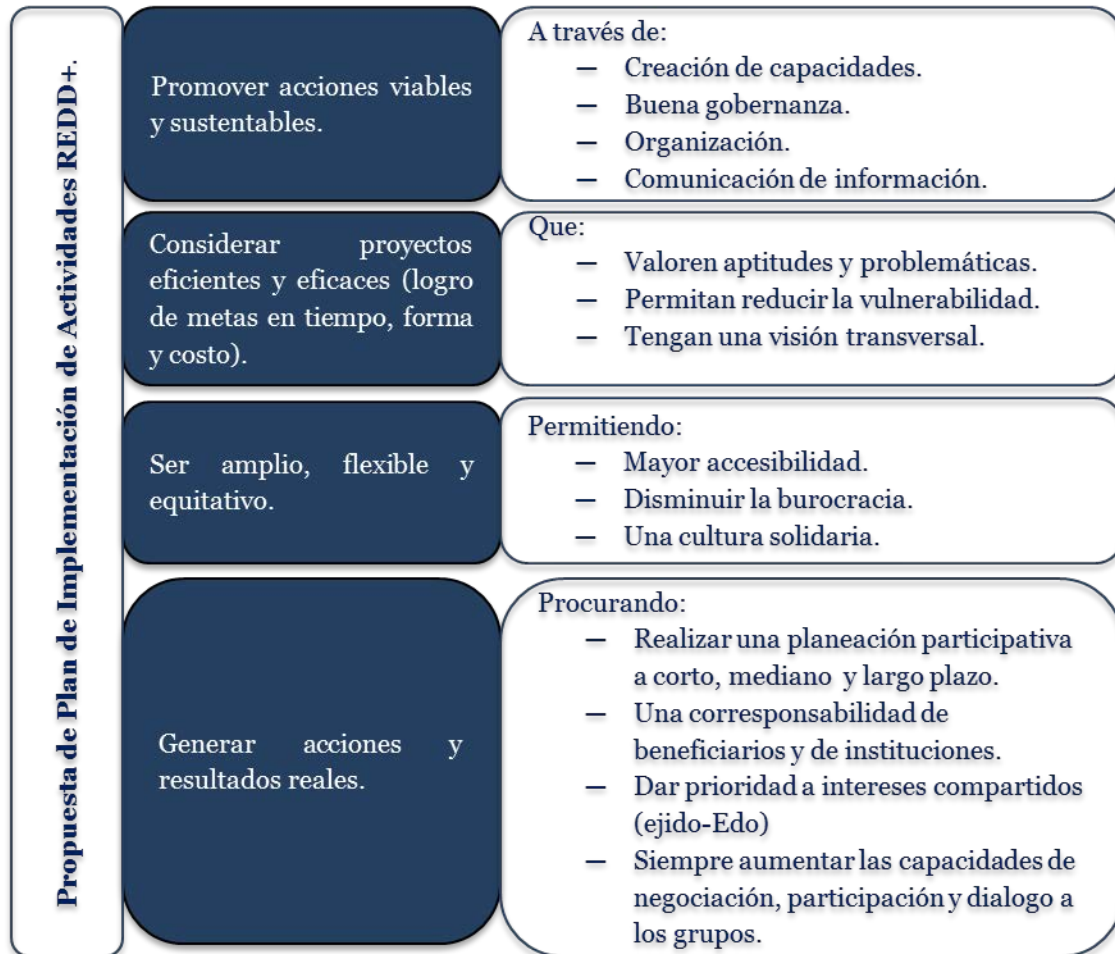 Propuesta de Plan de Implementación de Actividades REDD+.
Promover acciones viables
y sustentables.
A través de:
— Creación de capacidades.
— Buena gobernanza.
— Organización.
— Comunicación de información.
Considerar proyectos
eficientes y eficaces (logro
de metas en tiempo, forma
y costo).
Que:
— Valoren aptitudes y problemáticas.
— Permitan reducir la vulnerabilidad.
— Tengan una visión transversal.
Ser amplio, flexible y
equitativo.
Permitiendo:
— Mayor accesibilidad.
— Disminuir la burocracia.
— Una cultura solidaria.
Generar acciones y
resultados reales.
Procurando:
— Realizar una planeación participativa
a corto, mediano y largo plazo.
— Una corresponsabilidad de
beneficiarios y de instituciones.
— Dar prioridad a intereses compartidos
(ejido-Edo)
— Siempre aumentar las capacidades de
negociación, participación y dialogo a
los grupos.